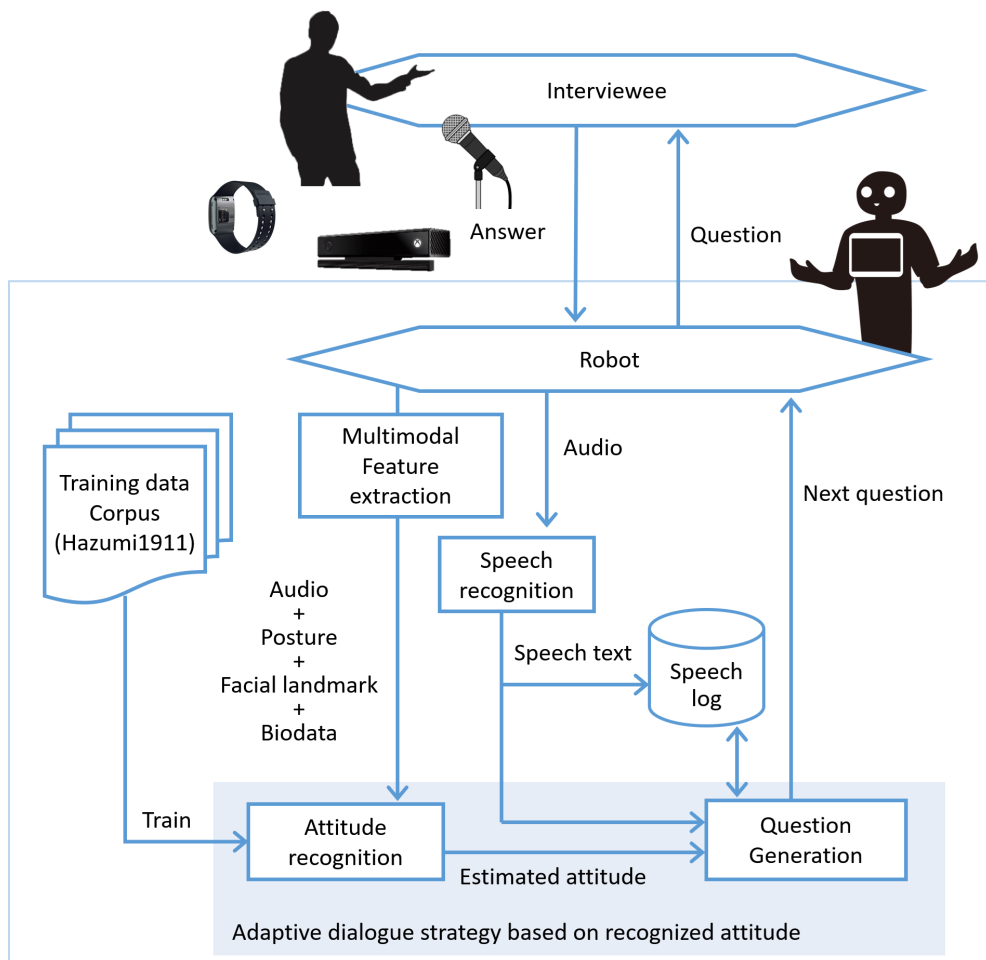 Interviewee
Answer
Question
Robot
Multimodal
Feature
extraction
Audio
Training data
Corpus
(Hazumi1911)
Next question
Speech
recognition
Audio
+
Posture
+
Facial landmark
+
Biodata
Speech text
Speech
log
Train
Attitude
recognition
Estimated attitude
Question
Generation
Adaptive dialogue strategy based on recognized attitude